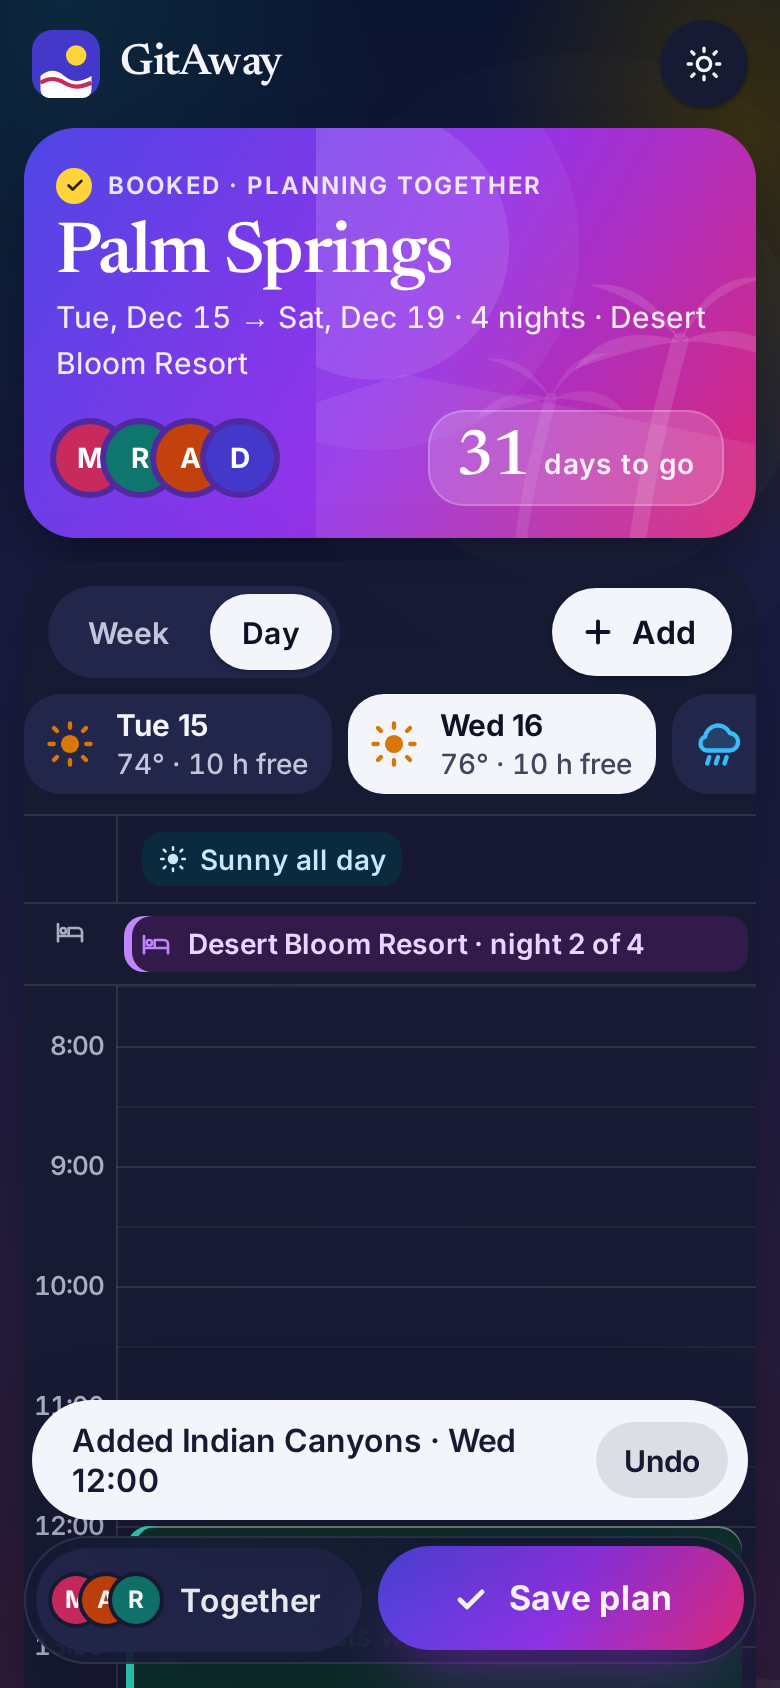 GitAway
BOOKED · PLANNING TOGETHER
Palm Springs
Tue, Dec 15 → Sat, Dec 19 · 4 nights · Desert
Bloom Resort
M R A D
31 days to go
Week Day + Add
Tue 15
74° · 10 h free
Wed 16
76° · 10 h free
Sunny all day
Desert Bloom Resort · night 2 of 4
8:00
9:00
10:00
11:00
Added Indian Canyons · Wed
12:00
Undo
12:00
M A R Together
Save plan